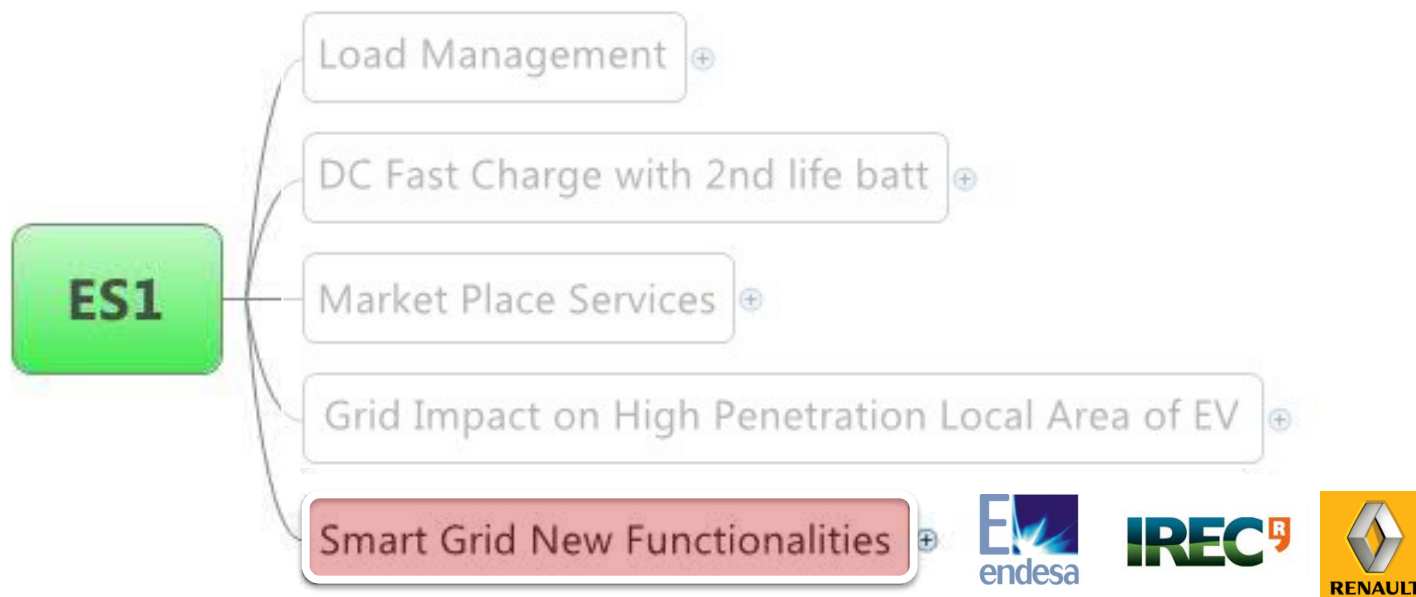 Load Management
DC Fast Charge with 2nd life batt
ES1
Market Place Services
Grid Impact on High Penetration Local Area of EV
Smart Grid New Functionalities
E
endesa
IREC R
RENAULT